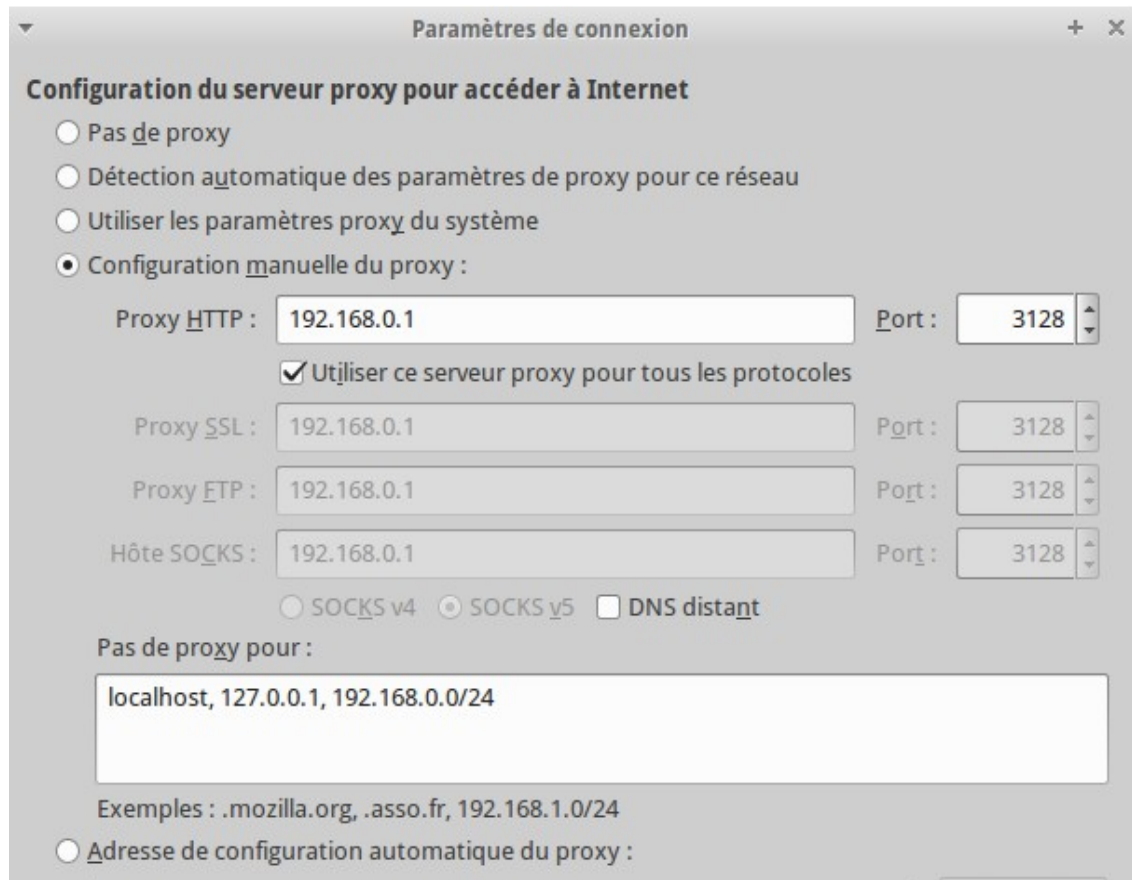 Paramètres de connexion
Configuration du serveur proxy pour accéder à Internet
Pas de proxy
Détection automatique des paramètres de proxy pour ce réseau
Utiliser les paramètres proxy du système
Configuration manuelle du proxy :
Proxy HTTP : 192.168.0.1 Port : 3128
Utiliser ce serveur proxy pour tous les protocoles
Proxy SSL : 192.168.0.1 Port : 3128
Proxy FTP : 192.168.0.1 Port : 3128
Hôte SOCKS : 192.168.0.1 Port : 3128
SOCKS v4 SOCKS v5 DNS distant
Pas de proxy pour :
localhost, 127.0.0.1, 192.168.0.0/24
Exemples : .mozilla.org, .asso.fr, 192.168.1.0/24
Adresse de configuration automatique du proxy :